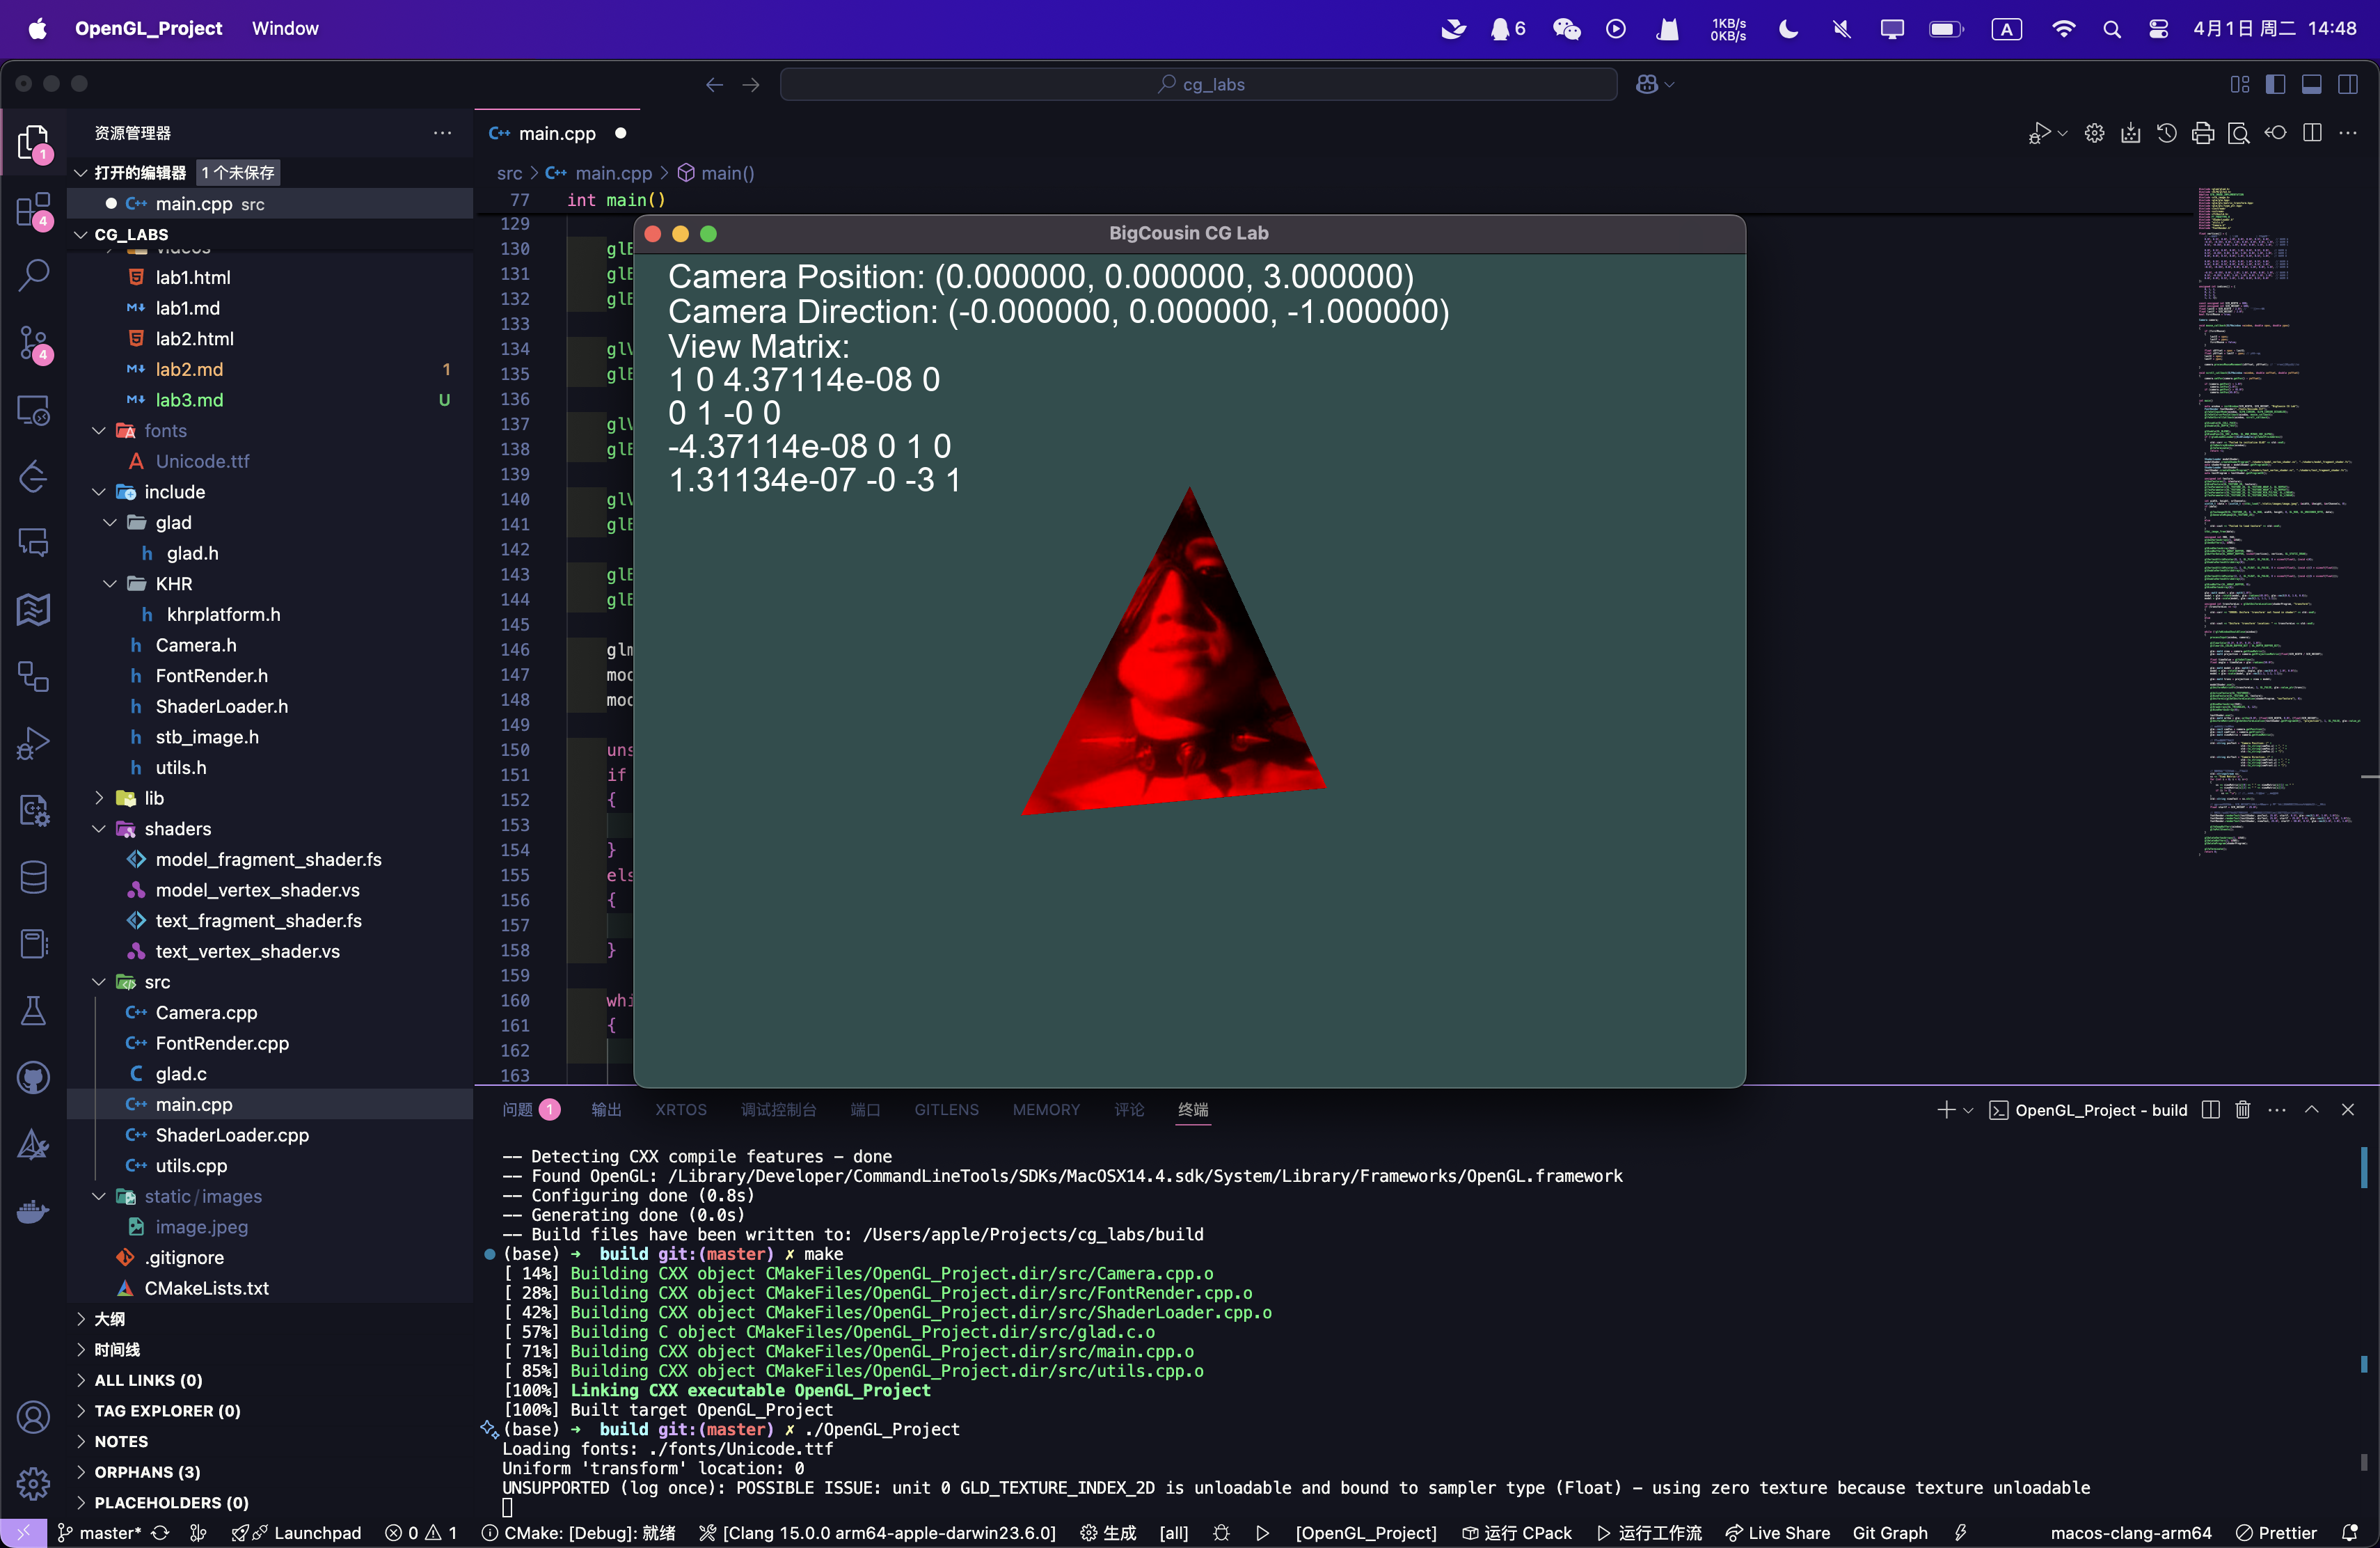 OpenGL_Project Window 6 1KB/s 0KB/s A 4月1日 周二 14:48
cg_labs
资源管理器
打开的编辑器 1 个未保存
main.cpp src
CG_LABS
videos
lab1.html
lab1.md
lab2.html
lab2.md 1
lab3.md U
fonts
Unicode.ttf
include
glad
glad.h
KHR
khrplatform.h
Camera.h
FontRender.h
ShaderLoader.h
stb_image.h
utils.h
lib
shaders
model_fragment_shader.fs
model_vertex_shader.vs
text_fragment_shader.fs
text_vertex_shader.vs
src
Camera.cpp
FontRender.cpp
glad.c
main.cpp
ShaderLoader.cpp
utils.cpp
static/images
image.jpeg
.gitignore
CMakeLists.txt
大纲
时间线
ALL LINKS (0)
TAG EXPLORER (0)
NOTES
ORPHANS (3)
PLACEHOLDERS (0)
1
4
4
main.cpp
src > main.cpp > main()
77 int main()
129
130 glE
131 glE
132 glE
133
134 glV
135 glE
136
137 glV
138 glE
139
140 glV
141 glE
142
143 glE
144 glE
145
146 glm
147 mod
148 mod
149
150 uns
151 if
152 {
153
154 }
155 els
156 {
157
158 }
159
160 whi
161 {
162
163
BigCousin CG Lab
Camera Position: (0.000000, 0.000000, 3.000000)
Camera Direction: (-0.000000, 0.000000, -1.000000)
View Matrix:
1 0 4.37114e-08 0
0 1 -0 0
-4.37114e-08 0 1 0
1.31134e-07 -0 -3 1
问题 1 输出 XRTOS 调试控制台 端口 GITLENS MEMORY 评论 终端 OpenGL_Project - build
-- Detecting CXX compile features - done
-- Found OpenGL: /Library/Developer/CommandLineTools/SDKs/MacOSX14.4.sdk/System/Library/Frameworks/OpenGL.framework
-- Configuring done (0.8s)
-- Generating done (0.0s)
-- Build files have been written to: /Users/apple/Projects/cg_labs/build
(base) ➜ build git:(master) ✗ make
[ 14%] Building CXX object CMakeFiles/OpenGL_Project.dir/src/Camera.cpp.o
[ 28%] Building CXX object CMakeFiles/OpenGL_Project.dir/src/FontRender.cpp.o
[ 42%] Building CXX object CMakeFiles/OpenGL_Project.dir/src/ShaderLoader.cpp.o
[ 57%] Building C object CMakeFiles/OpenGL_Project.dir/src/glad.c.o
[ 71%] Building CXX object CMakeFiles/OpenGL_Project.dir/src/main.cpp.o
[ 85%] Building CXX object CMakeFiles/OpenGL_Project.dir/src/utils.cpp.o
[100%] Linking CXX executable OpenGL_Project
[100%] Built target OpenGL_Project
(base) ➜ build git:(master) ✗ ./OpenGL_Project
Loading fonts: ./fonts/Unicode.ttf
Uniform 'transform' location: 0
UNSUPPORTED (log once): POSSIBLE ISSUE: unit 0 GLD_TEXTURE_INDEX_2D is unloadable and bound to sampler type (Float) - using zero texture because texture unloadable
master* Launchpad 0 1 CMake: [Debug]: 就绪 [Clang 15.0.0 arm64-apple-darwin23.6.0] 生成 [all] [OpenGL_Project] 运行 CPack 运行工作流 Live Share Git Graph macos-clang-arm64 Prettier